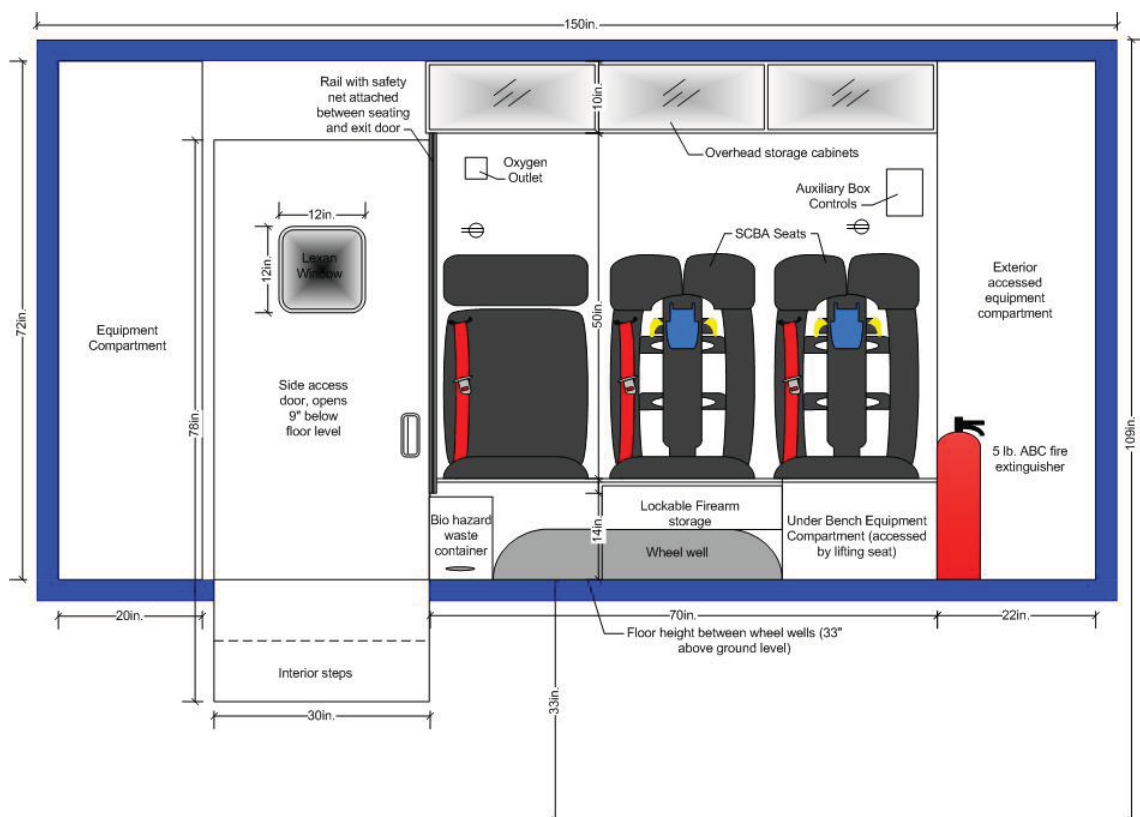 150in.
Rail with safety
net attached
between seating
and exit door
10in.
Overhead storage cabinets
Oxygen
Outlet
Auxiliary Box
Controls
12in.
SCBA Seats
12in.
Lexan
Window
Exterior
accessed
equipment
compartment
72in.
Equipment
Compartment
50in.
Side access
door, opens
9" below
floor level
78in.
109in.
5 lb. ABC fire
extinguisher
Bio hazard
waste
container
14in.
Lockable Firearm
storage
Wheel well
Under Bench Equipment
Compartment (accessed
by lifting seat)
20in.
70in.
22in.
Floor height between wheel wells (33"
above ground level)
Interior steps
33in.
30in.